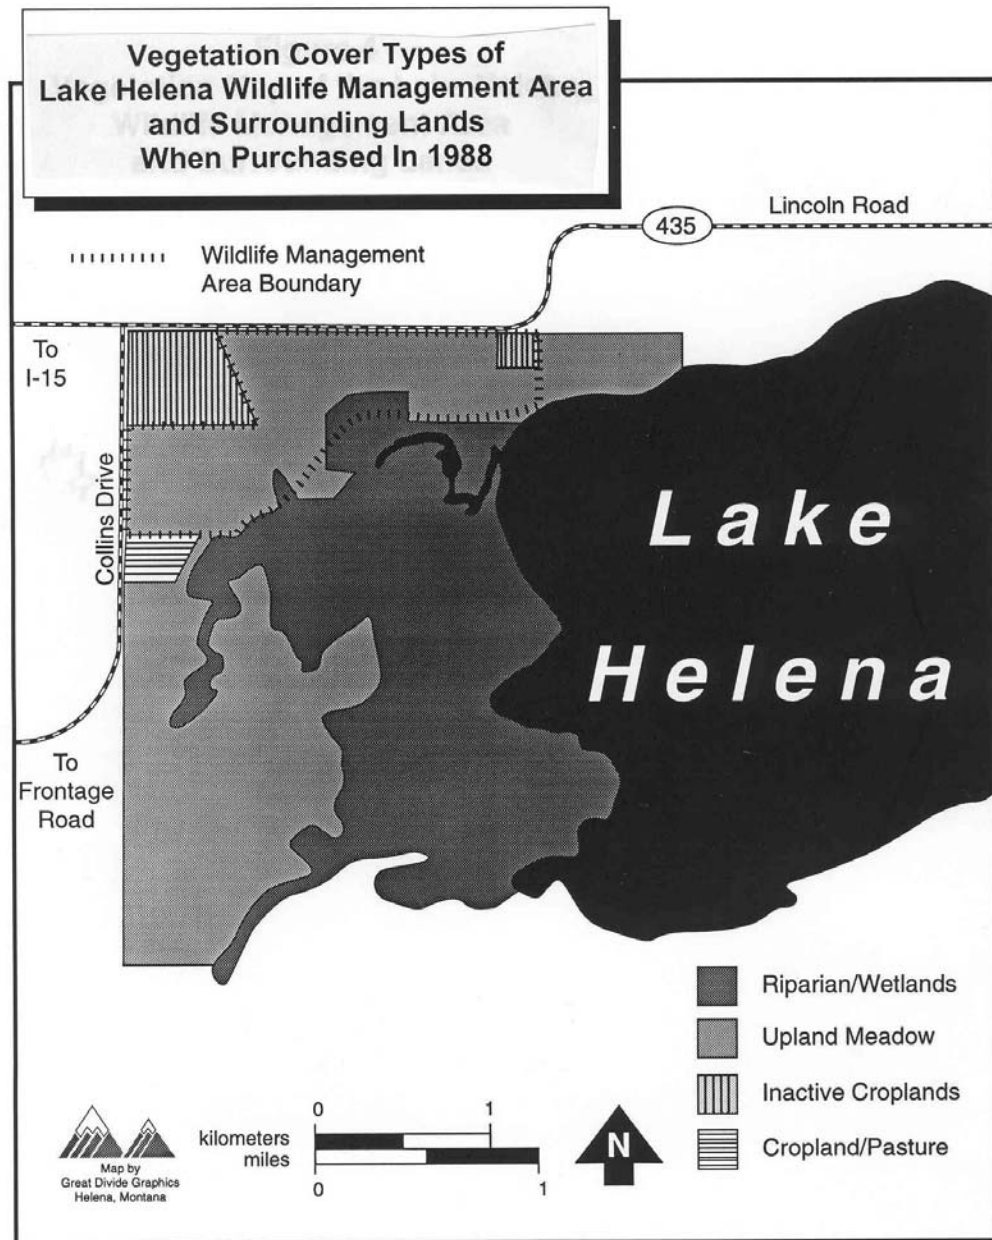 Vegetation Cover Types of
Lake Helena Wildlife Management Area
and Surrounding Lands
When Purchased In 1988
Lincoln Road
435
Wildlife Management
Area Boundary
To
I-15
Collins Drive
Lake
Helena
To
Frontage
Road
Riparian/Wetlands
Upland Meadow
Inactive Croplands
Cropland/Pasture
0 1
kilometers
miles
0 1
N
Map by
Great Divide Graphics
Helena, Montana